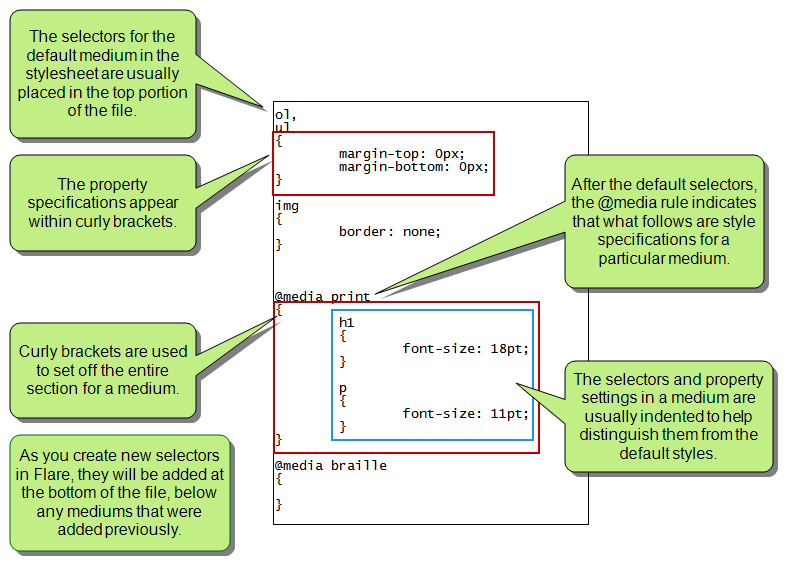 The selectors for the
default medium in the
stylesheet are usually
placed in the top portion
of the file.
The property
specifications appear
within curly brackets.
Curly brackets are used
to set off the entire
section for a medium.
As you create new selectors
in Flare, they will be added at
the bottom of the file, below
any mediums that were
added previously.
ol,
ul
{
margin-top: 0px;
margin-bottom: 0px;
}
img
{
border: none;
}
@media print
{
h1
{
font-size: 18pt;
}
p
{
font-size: 11pt;
}
}
@media braille
{
}
After the default selectors,
the @media rule indicates
that what follows are style
specifications for a
particular medium.
The selectors and property
settings in a medium are
usually indented to help
distinguish them from the
default styles.